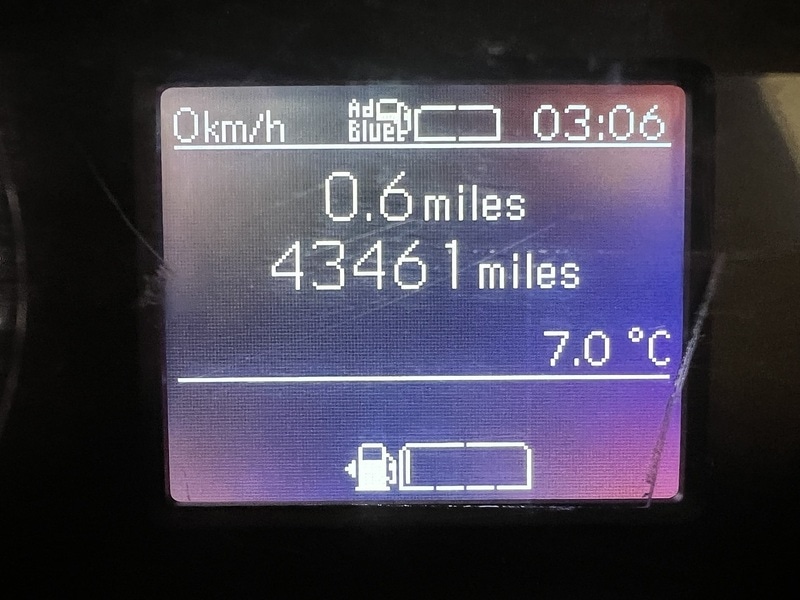 0km/h Ad Blue 03:06
0.6 miles
43461 miles
7.0 °C